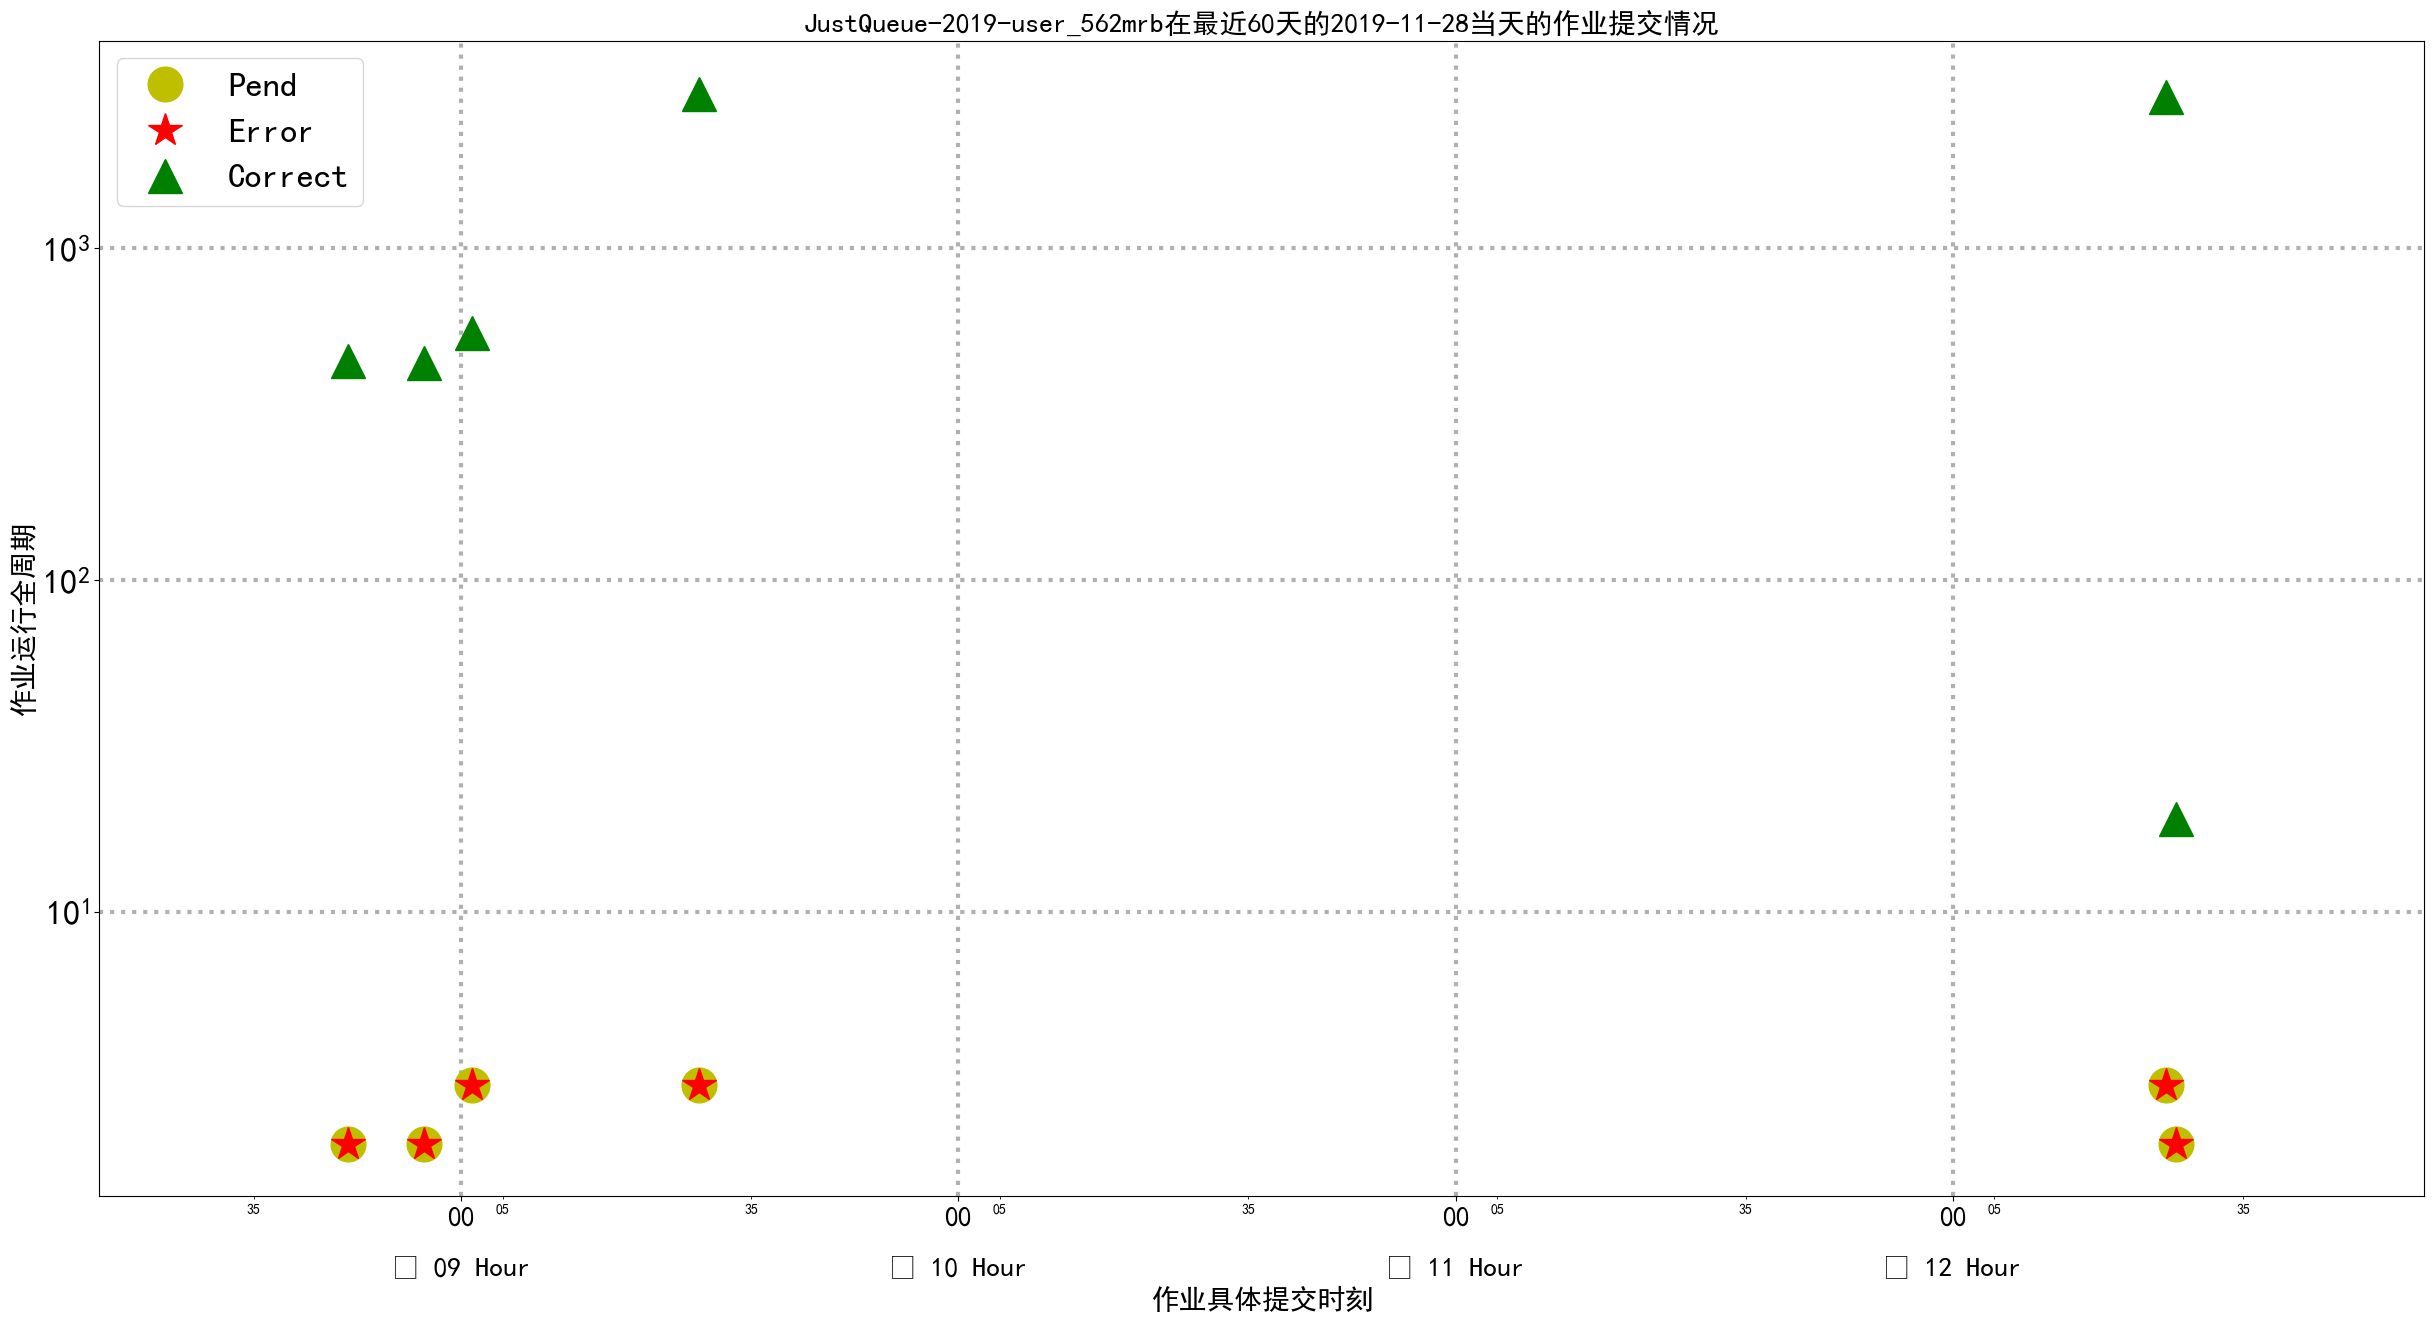 JustQueue-2019-user_562mrb在最近60天的2019-11-28当天的作业提交情况
Pend
Error
Correct
10³
10²
10¹
作业运行全周期
35 00 05 35 00 05 35 00 05 35 00 05 35
□ 09 Hour □ 10 Hour □ 11 Hour □ 12 Hour
作业具体提交时刻